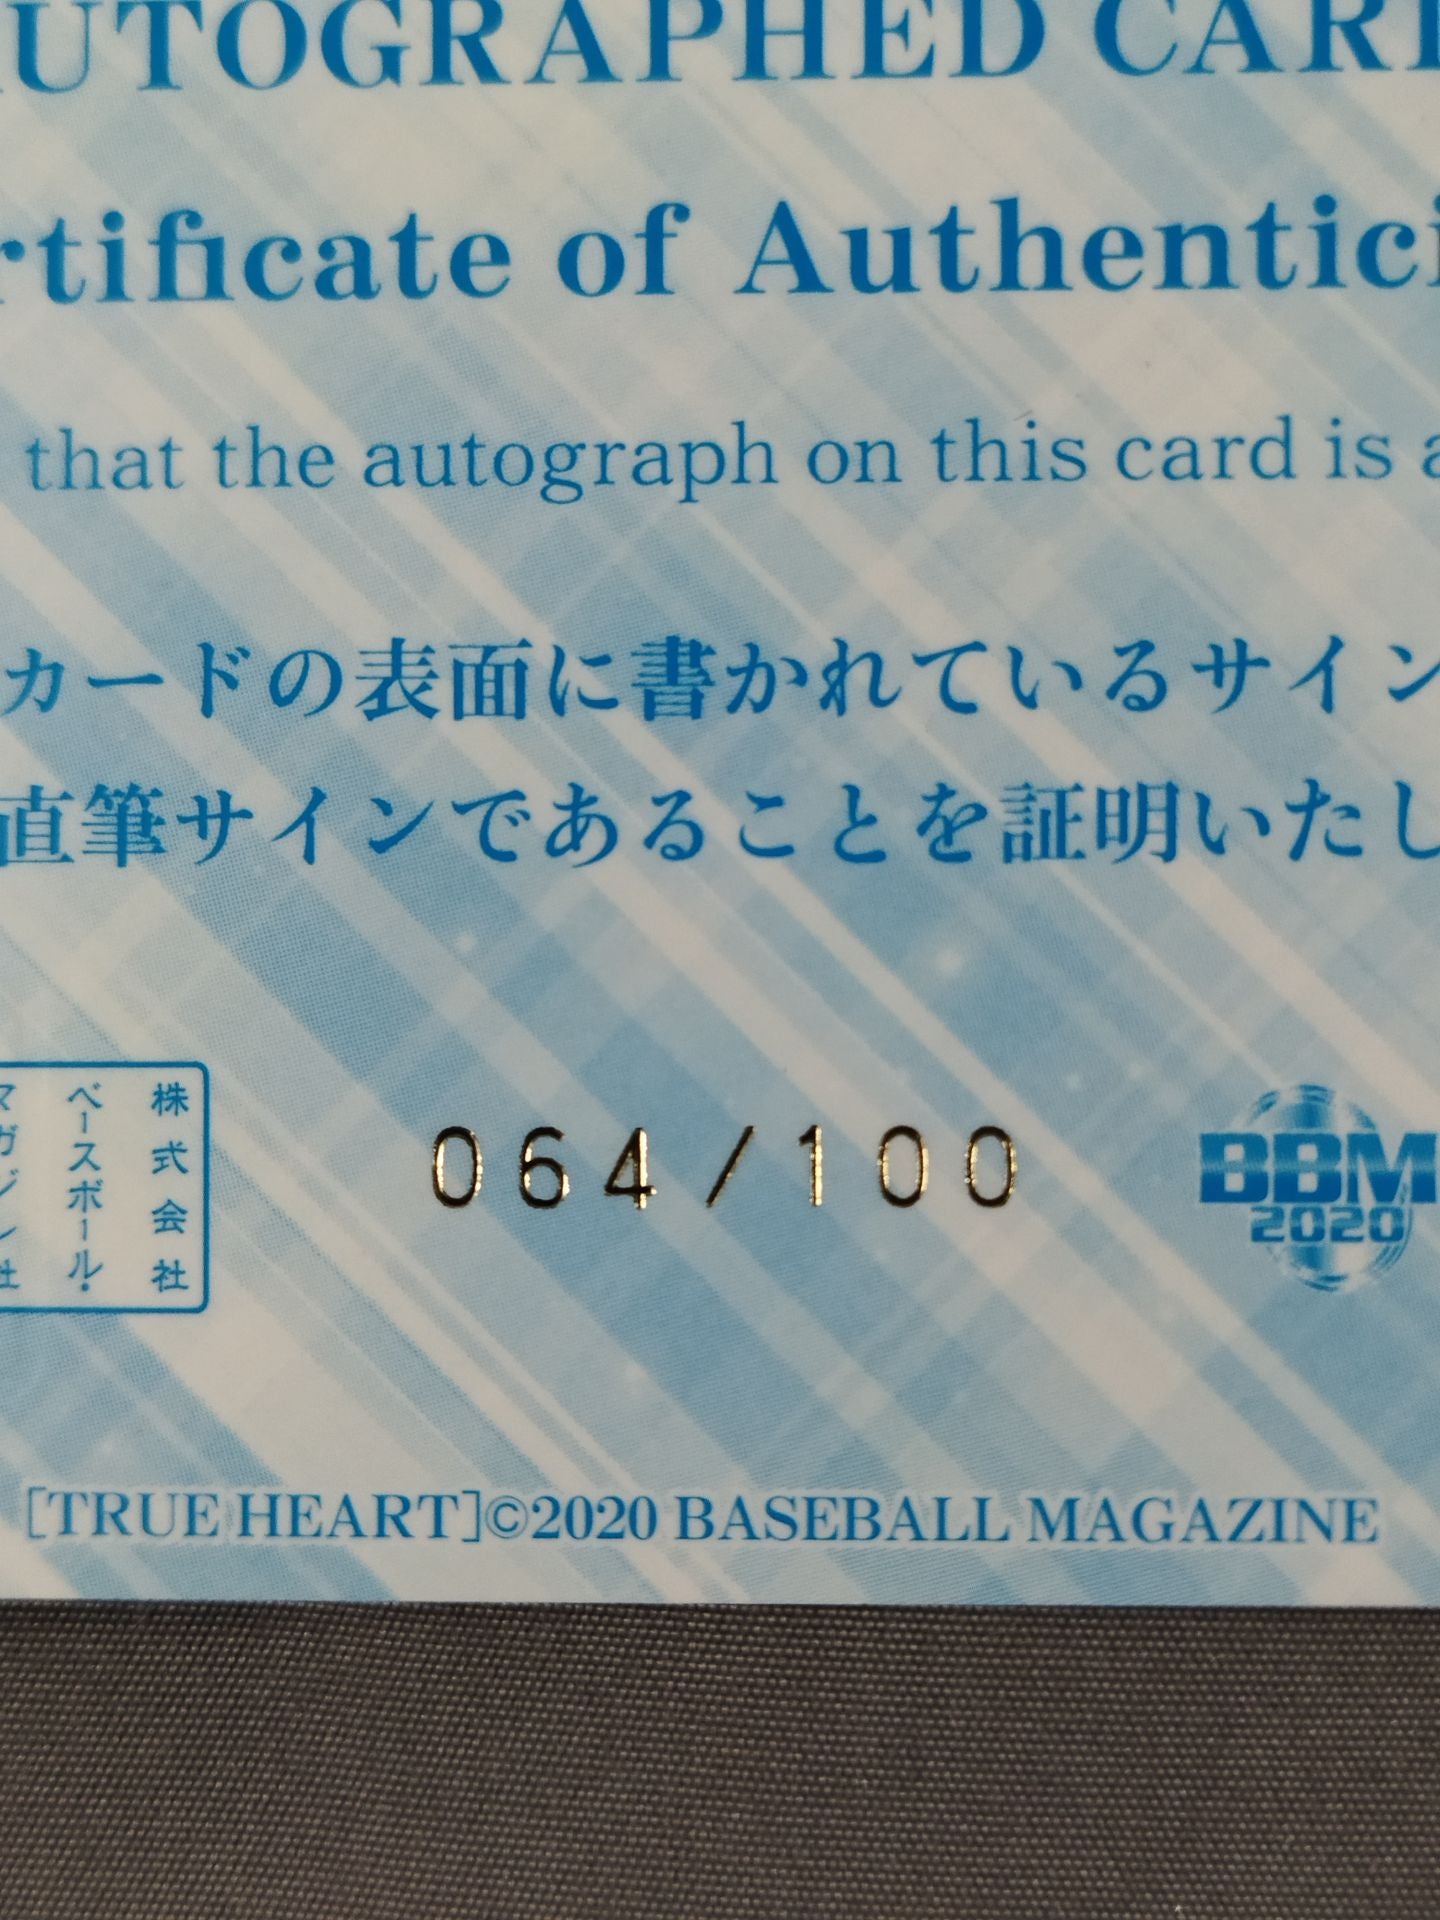 AUTOGRAPHED CARD
rtificate of Authentici
that the autograph on this card is a
カードの表面に書かれているサイン
直筆サインであることを証明いたし
株式会社
ベースボール・
マガジン社
064/100
BBM
2020
[TRUE HEART]©2020 BASEBALL MAGAZINE